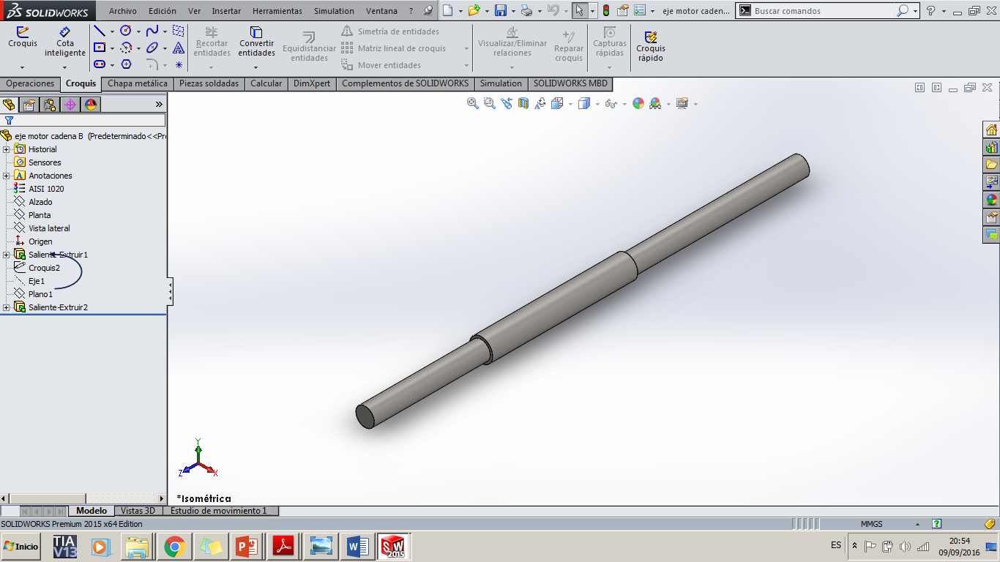 SOLIDWORKS Archivo Edición Ver Insertar Herramientas Simulation Ventana ? eje motor caden... Buscar comandos ?
Croquis
Cota inteligente
Recortar entidades
Convertir entidades
Equidistanciar entidades
Simetría de entidades
Matriz lineal de croquis
Mover entidades
Visualizar/Eliminar relaciones
Reparar croquis
Capturas rápidas
Croquis rápido
Operaciones Croquis Chapa metálica Piezas soldadas Calcular DimXpert Complementos de SOLIDWORKS Simulation SOLIDWORKS MBD
eje motor cadena B (Predeterminado<<Pr
Historial
Sensores
Anotaciones
AISI 1020
Alzado
Planta
Vista lateral
Origen
Saliente-Extruir1
Croquis2
Eje1
Plano1
Saliente-Extruir2
Y
Z X
*Isométrica
Modelo Vistas 3D Estudio de movimiento 1
SOLIDWORKS Premium 2015 x64 Edition MMGS
Inicio TIA V13 SW 2015 ES 20:54
09/09/2016